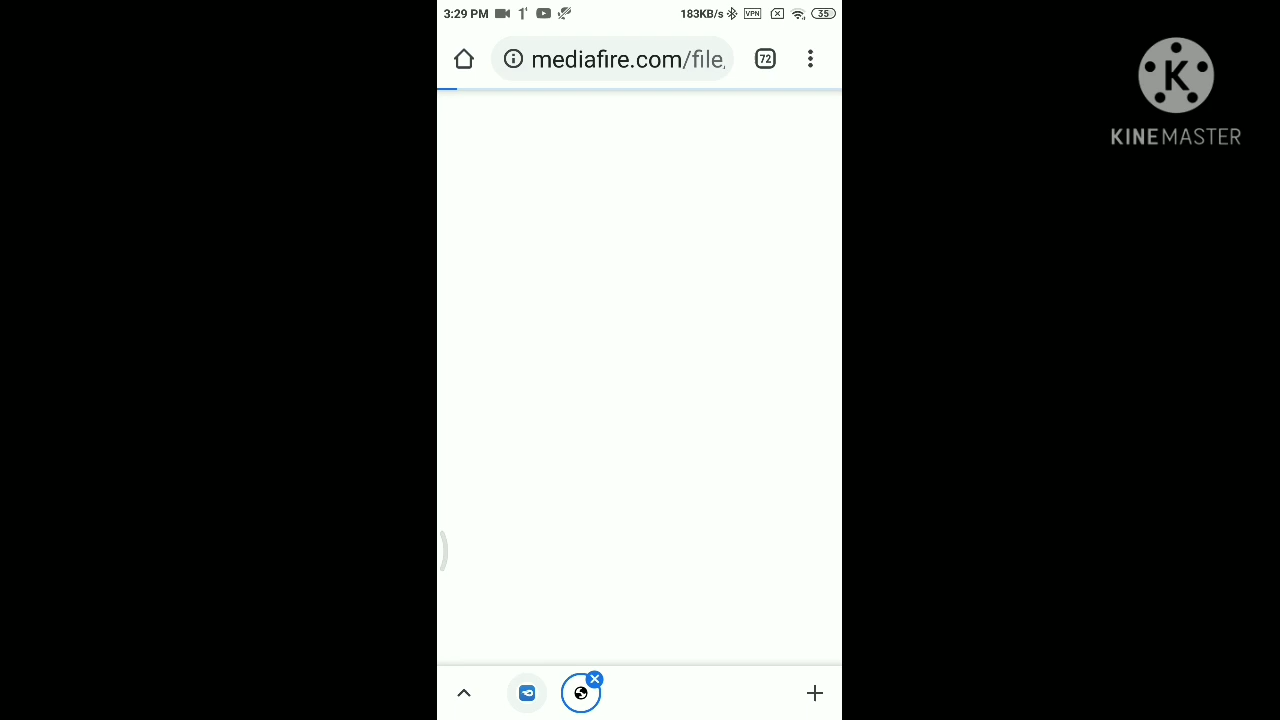 3:29 PM
183KB/s
VPN
35
mediafire.com/file
72
K
KINEMASTER